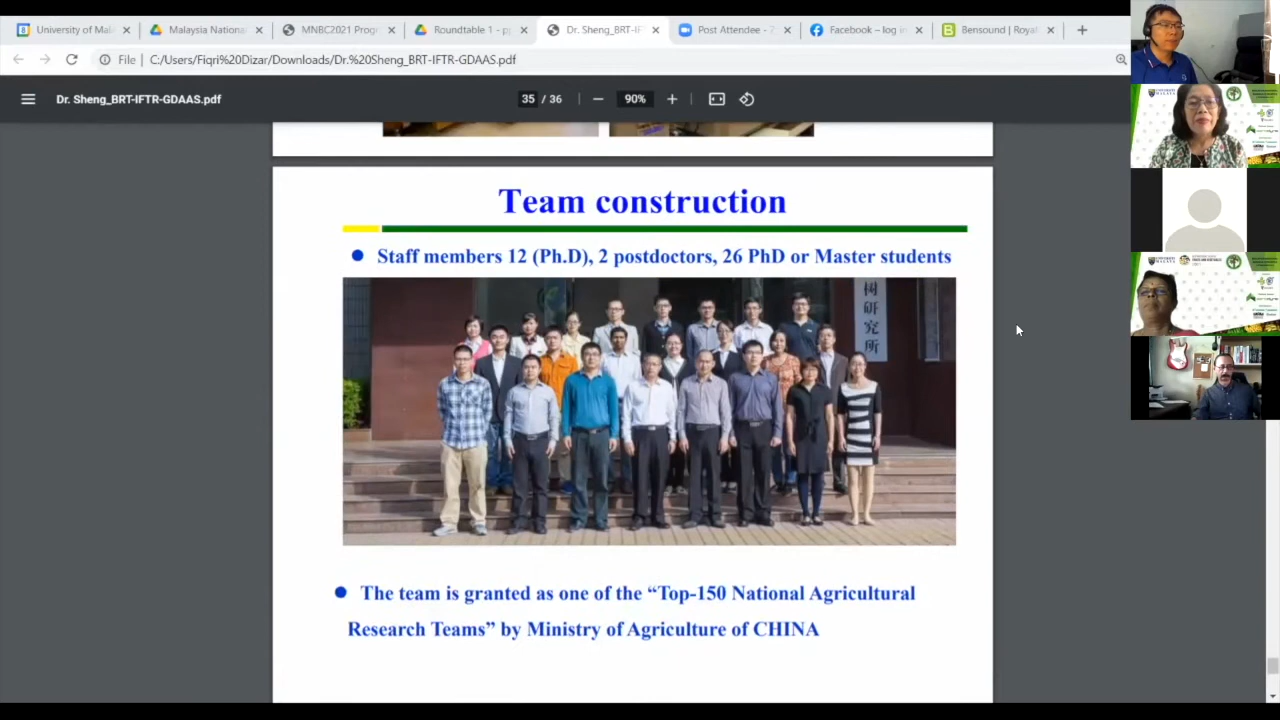 University of Mala
Malaysia Nationa
MNBC2021 Prog
Roundtable 1 - p
Dr. Sheng_BRT-IF
Post Attendee - Z
Facebook – log in
Bensound | Royal
File | C:/Users/Fiqri%20Dizar/Downloads/Dr.%20Sheng_BRT-IFTR-GDAAS.pdf
Dr. Sheng_BRT-IFTR-GDAAS.pdf
35 / 36
90%
Team construction
Staff members 12 (Ph.D), 2 postdoctors, 26 PhD or Master students
树研究所
The team is granted as one of the “Top-150 National Agricultural
Research Teams” by Ministry of Agriculture of CHINA